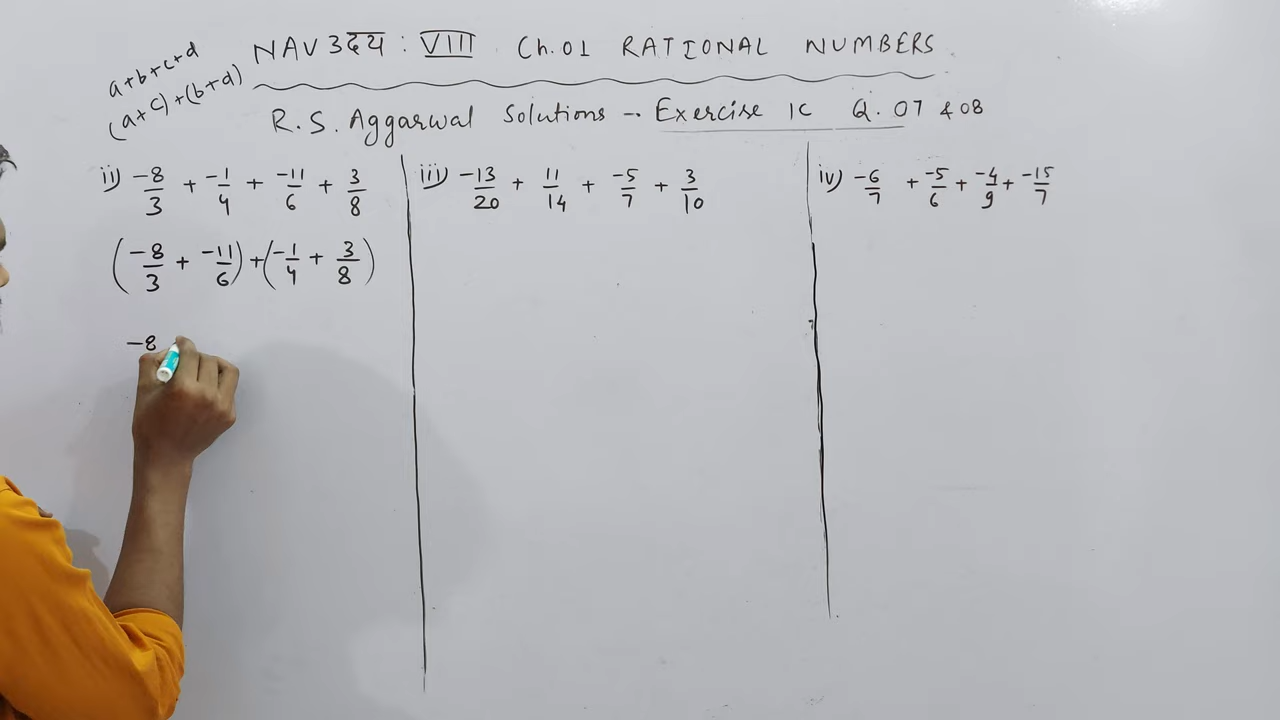 a+b+c+d
(a+c)+(b+d)
NAV उदय : VIII Ch.01 RATIONAL NUMBERS
R.S. Aggarwal Solutions -- Exercise 1C Q. 07 & 08
ii) -8/3 + -1/4 + -11/6 + 3/8
(-8/3 + -11/6) + (-1/4 + 3/8)
-8
iii) -13/20 + 11/14 + -5/7 + 3/10
iv) -6/7 + -5/6 + -4/9 + -15/7